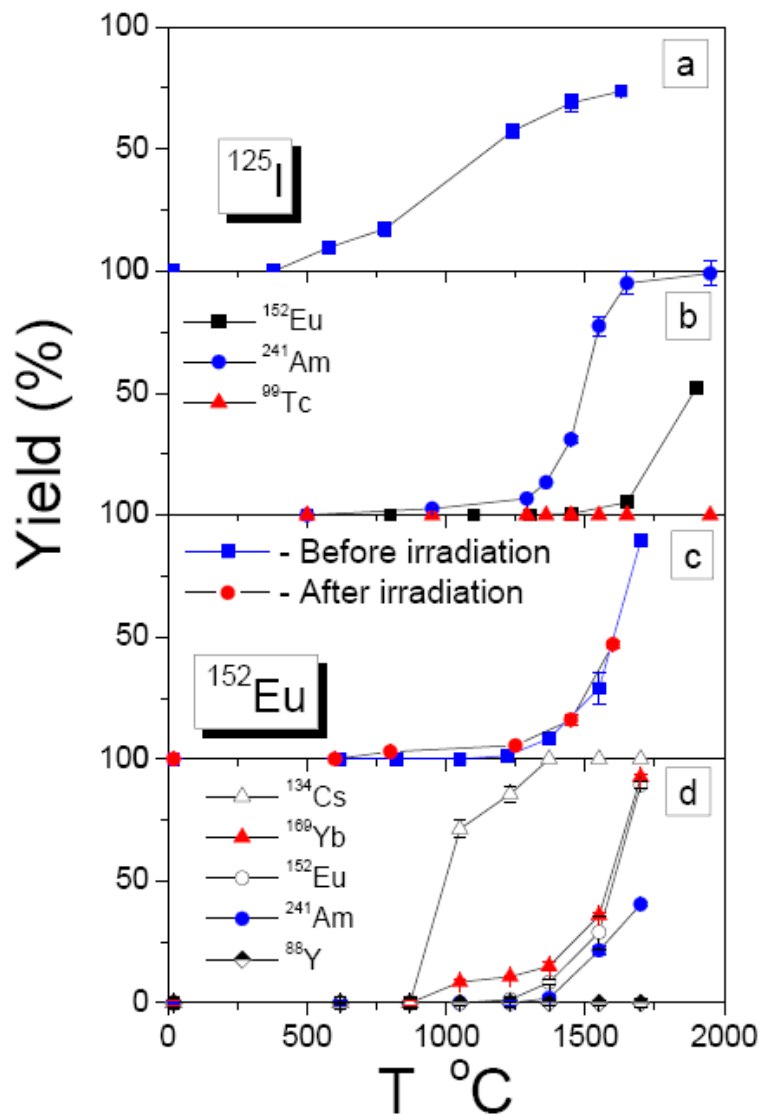 100
a
50
125I
100
b
152Eu
241Am
50
99Tc
100
- Before irradiation
c
- After irradiation
50
152Eu
100
134Cs
d
169Yb
152Eu
50
241Am
88Y
0
0 500 1000 1500 2000
T °C
Yield (%)